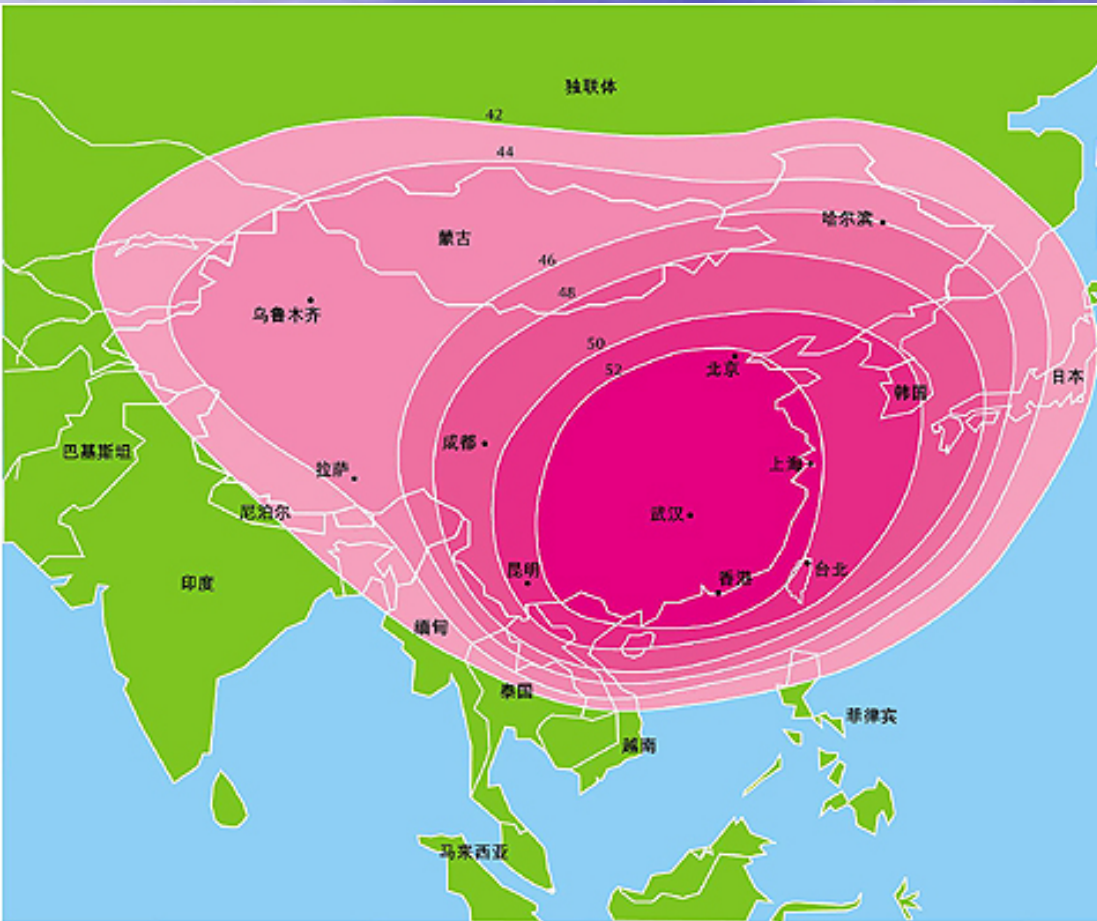 独联体
42
44
哈尔滨
蒙古
46
48
乌鲁木齐
50
52
北京
日本
韩国
成都
巴基斯坦
上海
拉萨
尼泊尔
武汉
昆明
台北
香港
印度
缅甸
泰国
菲律宾
越南
马来西亚